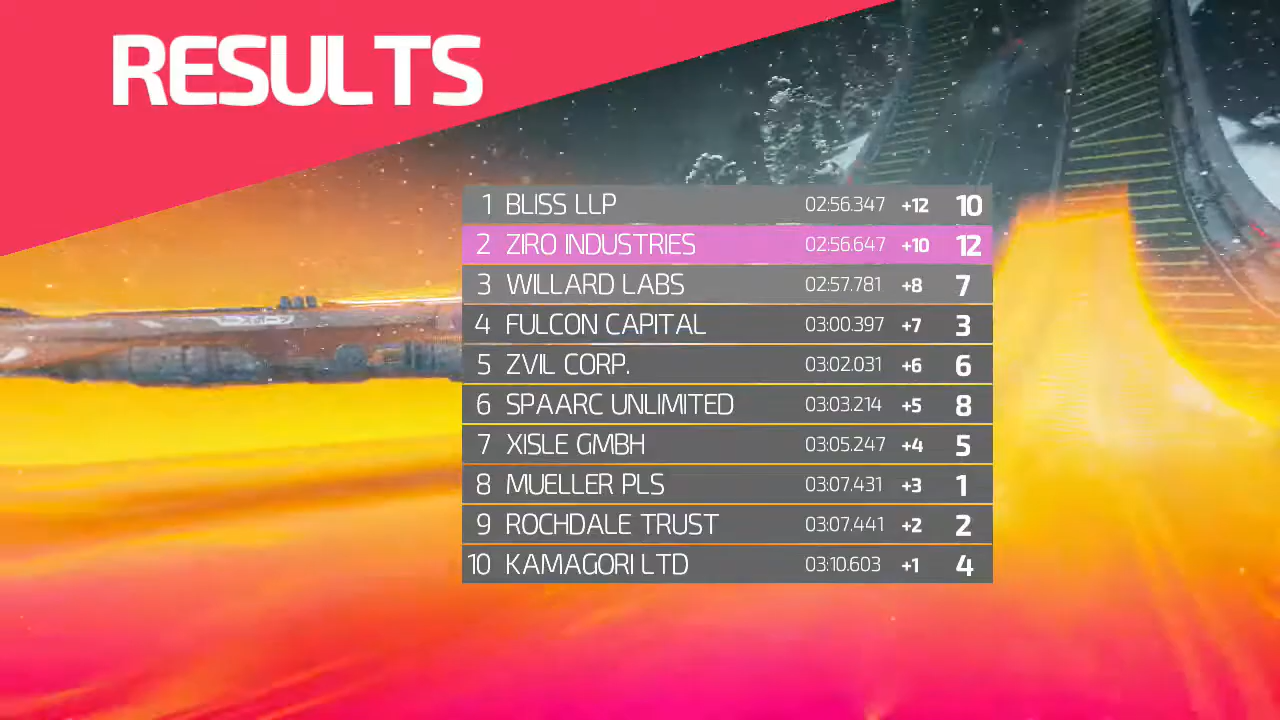 RESULTS
1 BLISS LLP 02:56.347 +12 10
2 ZIRO INDUSTRIES 02:56.647 +10 12
3 WILLARD LABS 02:57.781 +8 7
4 FULCON CAPITAL 03:00.397 +7 3
5 ZVIL CORP. 03:02.031 +6 6
6 SPAARC UNLIMITED 03:03.214 +5 8
7 XISLE GMBH 03:05.247 +4 5
8 MUELLER PLS 03:07.431 +3 1
9 ROCHDALE TRUST 03:07.441 +2 2
10 KAMAGORI LTD 03:10.603 +1 4